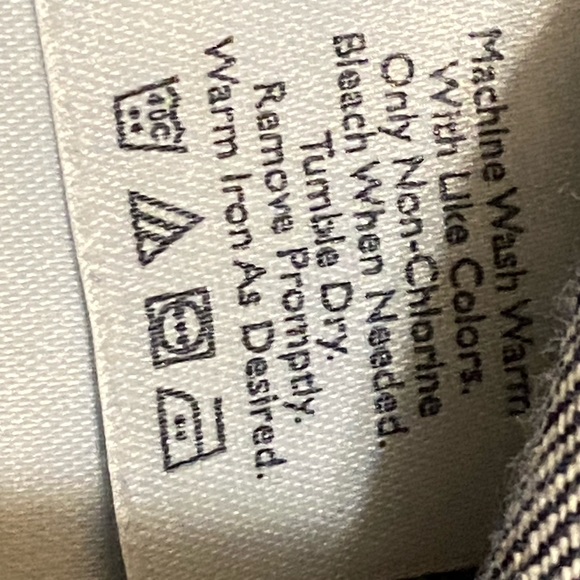 Machine Wash Warm
With Like Colors.
Only Non-Chlorine
Bleach When Needed.
Tumble Dry.
Remove Promptly.
Warm Iron As Desired.
40C